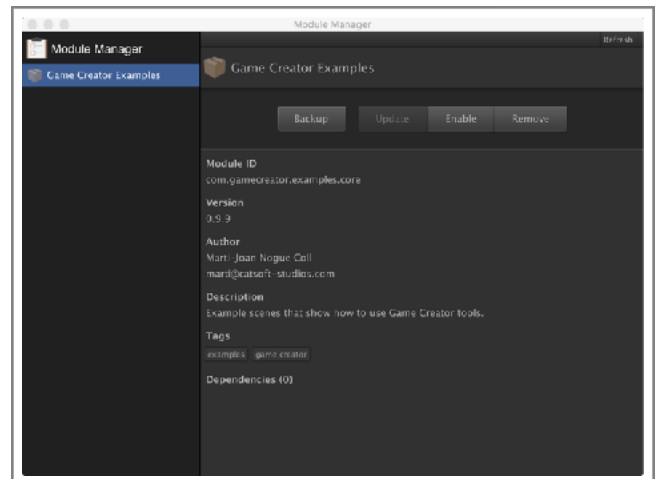 Module Manager
Refresh
Module Manager
Game Creator Examples
Game Creator Examples
Backup
Update
Enable
Remove
Module ID
com.gamecreator.examples.core
Version
0.9.9
Author
Marti-Joan Nogue Coll
marti@catsoft-studios.com
Description
Example scenes that show how to use Game Creator tools.
Tags
examples
game creator
Dependencies (0)